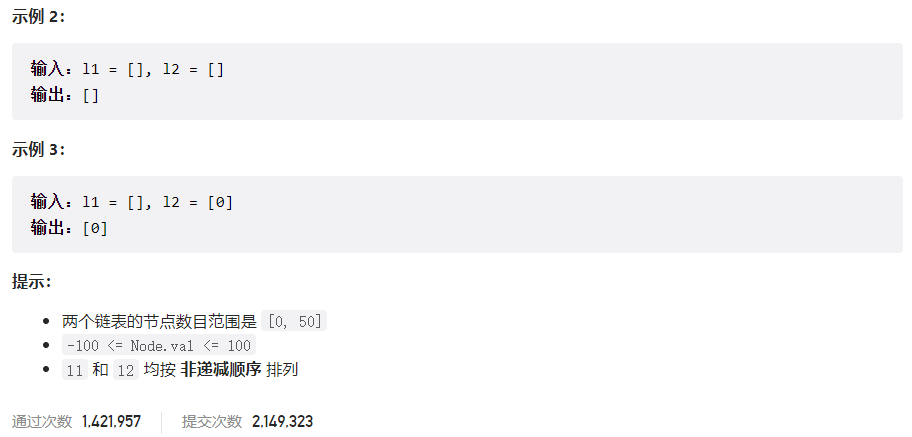 示例 2：
输入：l1 = [], l2 = []
输出：[]
示例 3：
输入：l1 = [], l2 = [0]
输出：[0]
提示：
两个链表的节点数目范围是 [0, 50]
-100 <= Node.val <= 100
l1 和 l2 均按 非递减顺序 排列
通过次数 1,421,957 提交次数 2,149,323